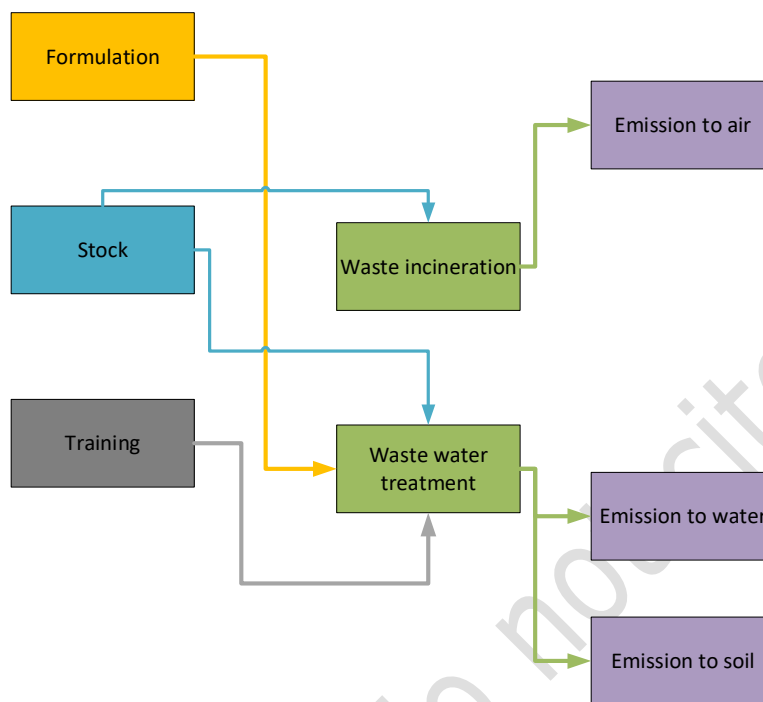 Formulation
Emission to air
Stock
Waste incineration
Training
Waste water
treatment
Emission to water
Emission to soil